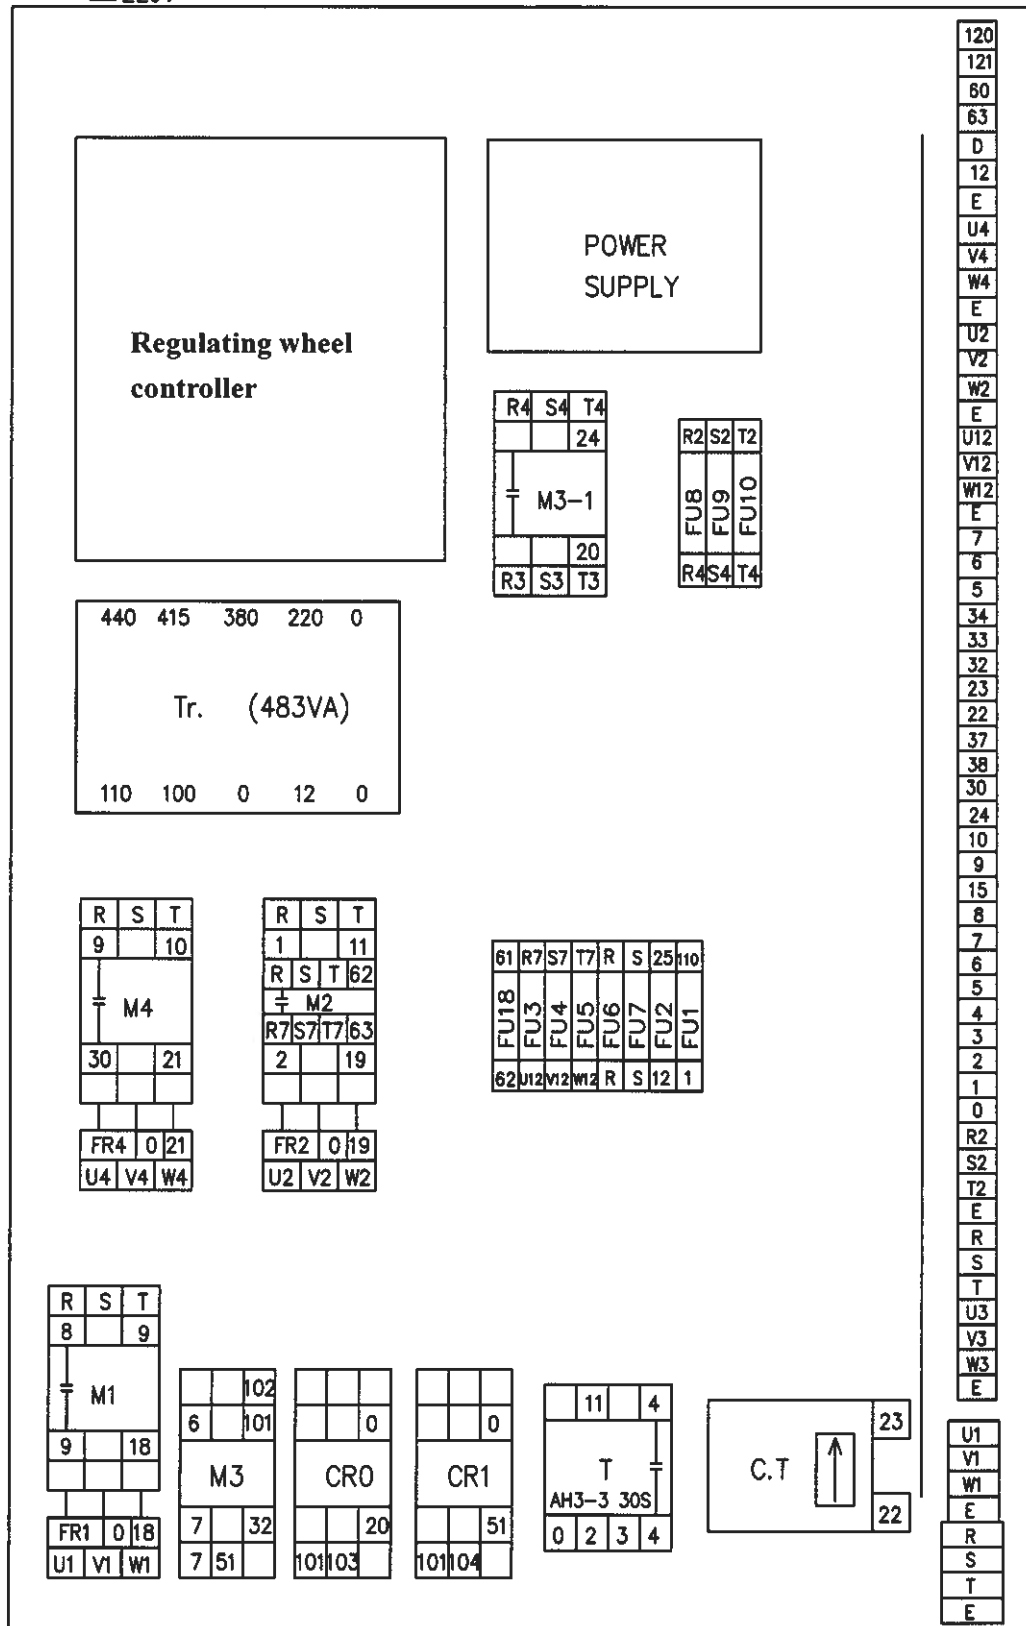 120
121
60
63
D
12
E
U4
V4
W4
E
U2
V2
W2
E
U12
V12
W12
E
7
6
5
34
33
32
23
22
37
38
30
24
10
9
15
8
7
6
5
4
3
2
1
0
R2
S2
T2
E
R
S
T
U3
V3
W3
E
U1
V1
W1
E
R
S
T
E
Regulating wheel
controller
POWER
SUPPLY
R4 S4 T4
24
M3-1
20
R3 S3 T3
R2 S2 T2
FU8 FU9 FU10
R4 S4 T4
440 415 380 220 0
Tr. (483VA)
110 100 0 12 0
R S T
9 10
M4
30 21
FR4 0 21
U4 V4 W4
R S T
1 11
R S T 62
M2
R7 S7 T7 63
2 19
FR2 0 19
U2 V2 W2
61 R7 S7 T7 R S 25 110
FU18 FU3 FU4 FU5 FU6 FU7 FU2 FU1
62 U12 V12 W12 R S 12 1
R S T
8 9
M1
9 18
FR1 0 18
U1 V1 W1
102
6 101
M3
7 32
7 51
0
CR0
20
101 103
0
CR1
51
101 104
11 4
T
AH3-3 30S
0 2 3 4
23
C.T
22